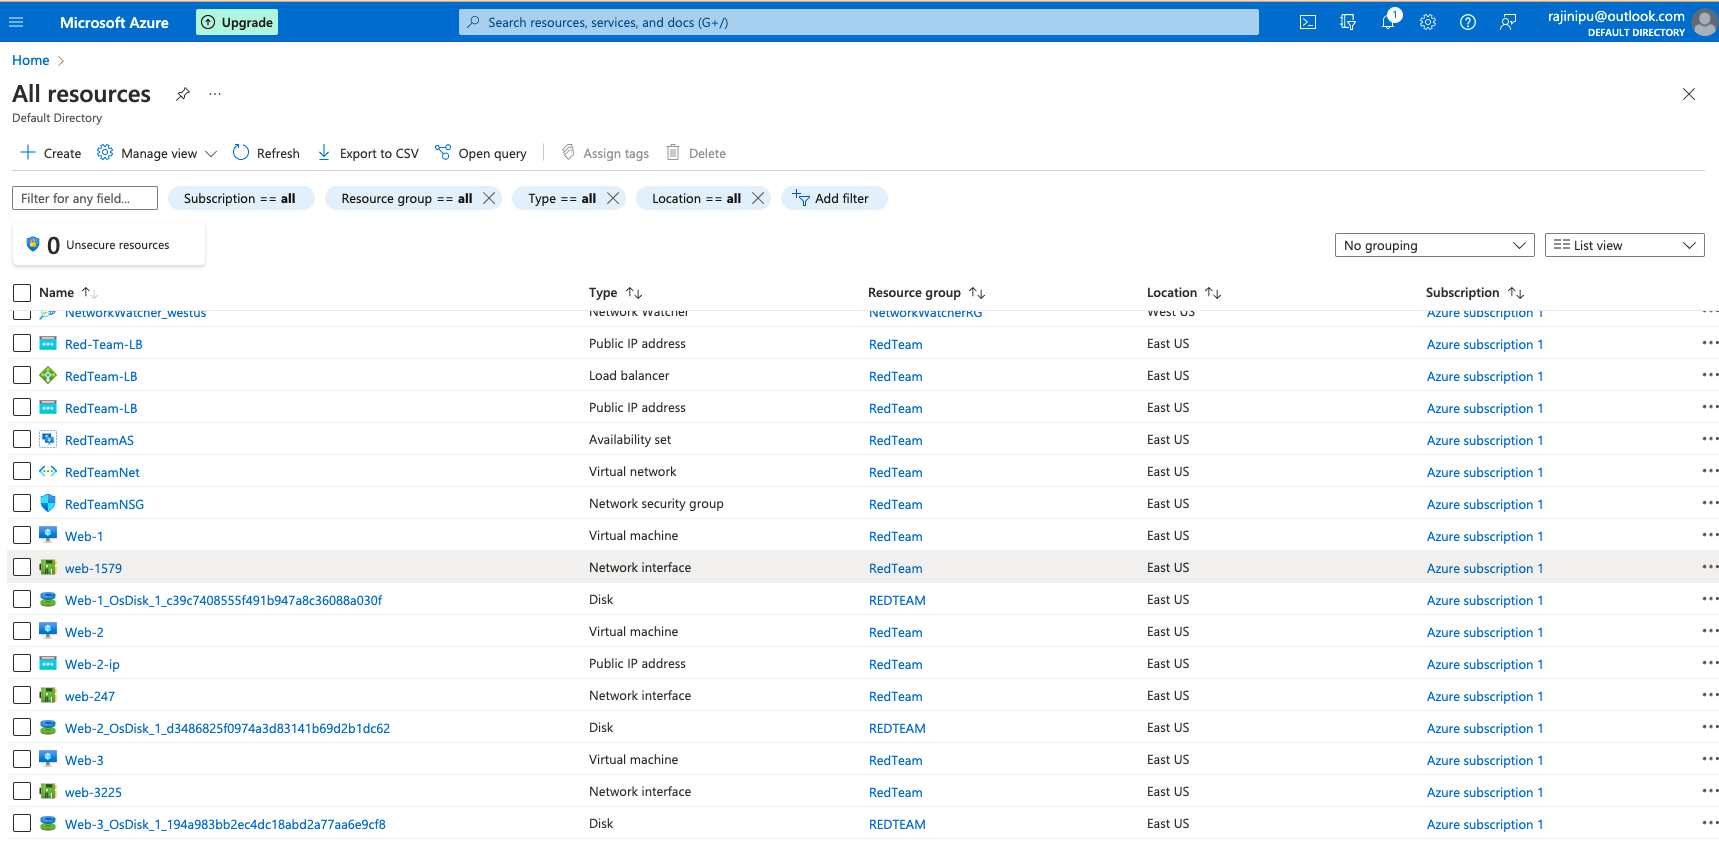 Microsoft Azure Upgrade Search resources, services, and docs (G+/) 1 rajinipu@outlook.com
DEFAULT DIRECTORY
Home
All resources
Default Directory
Create Manage view Refresh Export to CSV Open query Assign tags Delete
Filter for any field... Subscription == all Resource group == all Type == all Location == all Add filter
0 Unsecure resources No grouping List view
Name Type Resource group Location Subscription
NetworkWatcher_westus Network Watcher NetworkWatcherRG West US Azure subscription 1
Red-Team-LB Public IP address RedTeam East US Azure subscription 1
RedTeam-LB Load balancer RedTeam East US Azure subscription 1
RedTeam-LB Public IP address RedTeam East US Azure subscription 1
RedTeamAS Availability set RedTeam East US Azure subscription 1
RedTeamNet Virtual network RedTeam East US Azure subscription 1
RedTeamNSG Network security group RedTeam East US Azure subscription 1
Web-1 Virtual machine RedTeam East US Azure subscription 1
web-1579 Network interface RedTeam East US Azure subscription 1
Web-1_OsDisk_1_c39c7408555f491b947a8c36088a030f Disk REDTEAM East US Azure subscription 1
Web-2 Virtual machine RedTeam East US Azure subscription 1
Web-2-ip Public IP address RedTeam East US Azure subscription 1
web-247 Network interface RedTeam East US Azure subscription 1
Web-2_OsDisk_1_d3486825f0974a3d83141b69d2b1dc62 Disk REDTEAM East US Azure subscription 1
Web-3 Virtual machine RedTeam East US Azure subscription 1
web-3225 Network interface RedTeam East US Azure subscription 1
Web-3_OsDisk_1_194a983bb2ec4dc18abd2a77aa6e9cf8 Disk REDTEAM East US Azure subscription 1